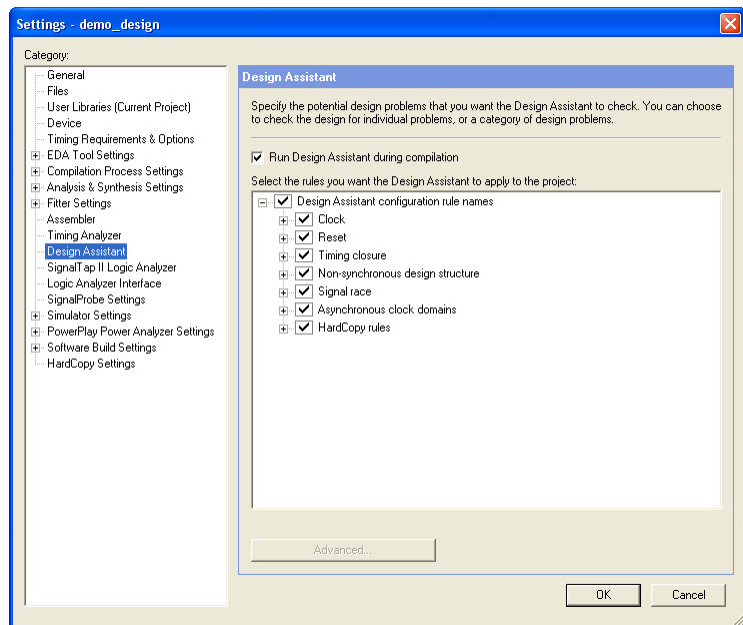 Settings - demo_design
Category:
General
Files
User Libraries (Current Project)
Device
Timing Requirements & Options
EDA Tool Settings
Compilation Process Settings
Analysis & Synthesis Settings
Fitter Settings
Assembler
Timing Analyzer
Design Assistant
SignalTap II Logic Analyzer
Logic Analyzer Interface
SignalProbe Settings
Simulator Settings
PowerPlay Power Analyzer Settings
Software Build Settings
HardCopy Settings
Design Assistant
Specify the potential design problems that you want the Design Assistant to check. You can choose
to check the design for individual problems, or a category of design problems.
Run Design Assistant during compilation
Select the rules you want the Design Assistant to apply to the project:
Design Assistant configuration rule names
Clock
Reset
Timing closure
Non-synchronous design structure
Signal race
Asynchronous clock domains
HardCopy rules
Advanced...
OK
Cancel